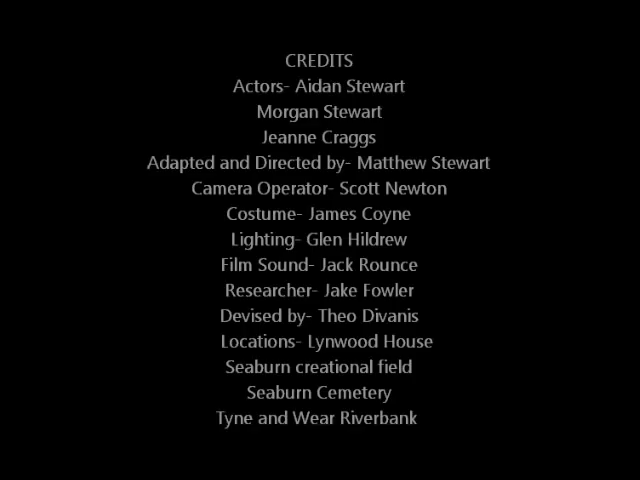 CREDITS
Actors- Aidan Stewart
Morgan Stewart
Jeanne Craggs
Adapted and Directed by- Matthew Stewart
Camera Operator- Scott Newton
Costume- James Coyne
Lighting- Glen Hildrew
Film Sound- Jack Rounce
Researcher- Jake Fowler
Devised by- Theo Divanis
Locations- Lynwood House
Seaburn creational field
Seaburn Cemetery
Tyne and Wear Riverbank